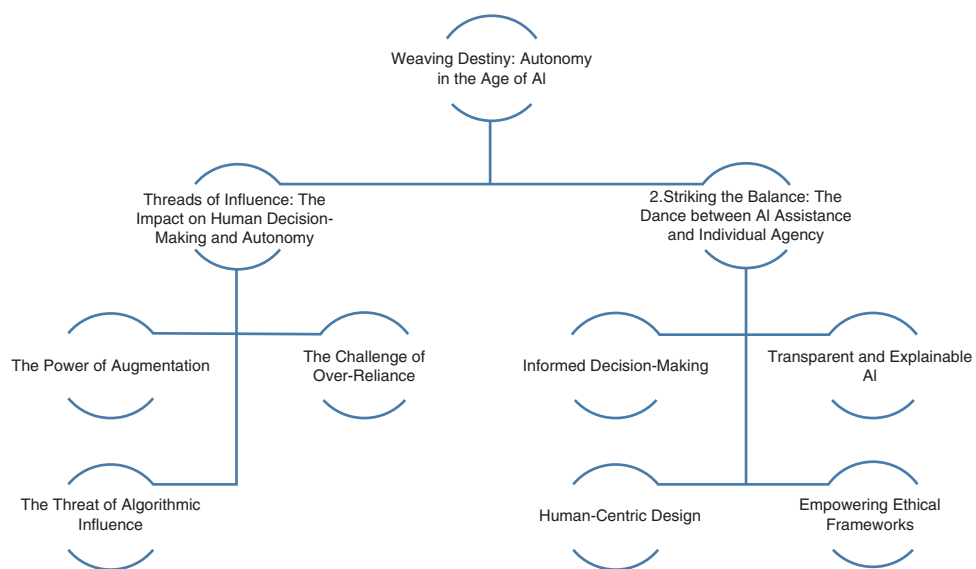 Weaving Destiny: Autonomy
in the Age of AI
Threads of Influence: The
Impact on Human Decision-
Making and Autonomy
2.Striking the Balance: The
Dance between AI Assistance
and Individual Agency
The Power of Augmentation
The Challenge of
Over-Reliance
Informed Decision-Making
Transparent and Explainable
AI
The Threat of Algorithmic
Influence
Human-Centric Design
Empowering Ethical
Frameworks